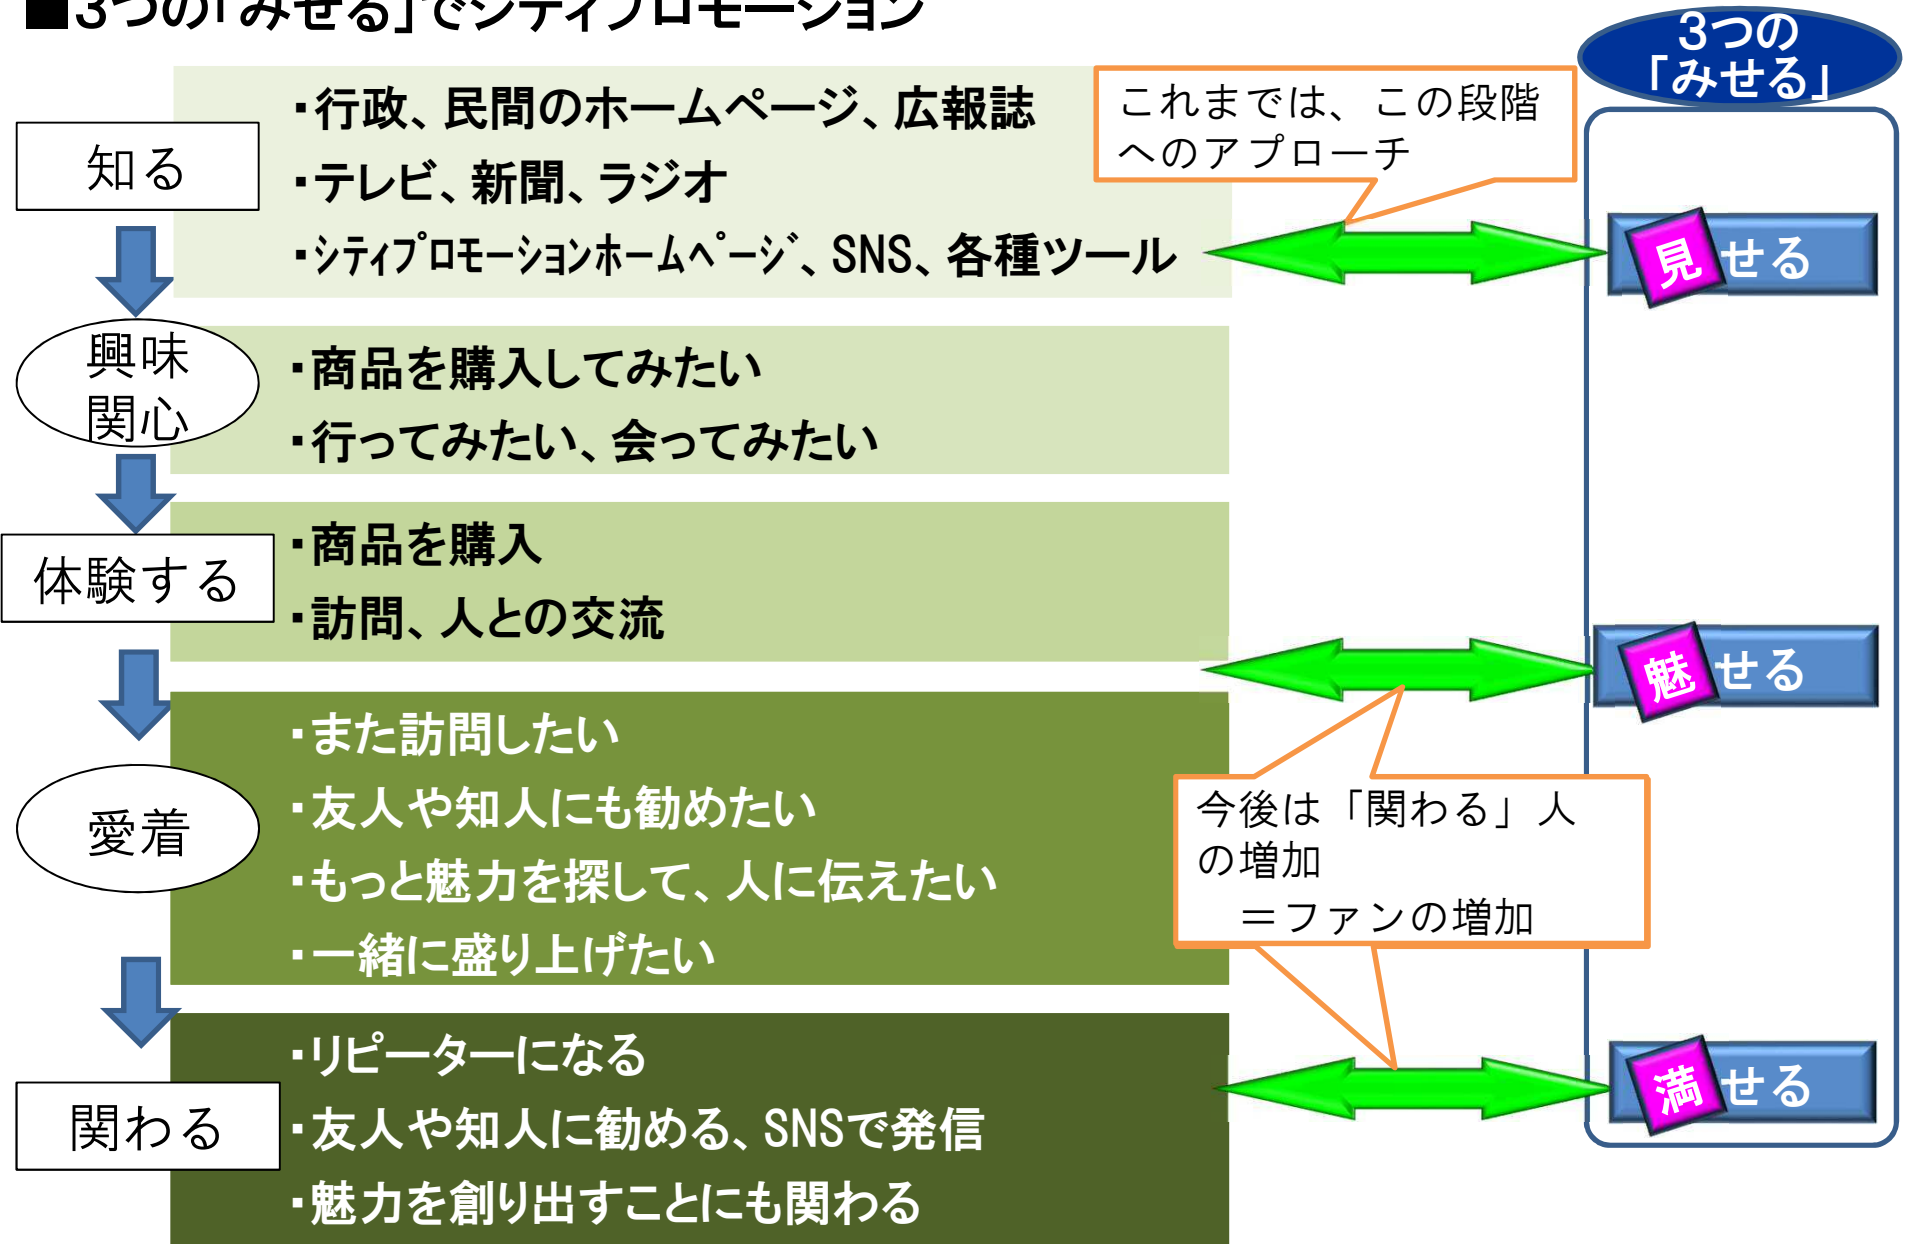 ■3つの「みせる」でシティプロモーション
3つの
「みせる」
知る
・行政、民間のホームページ、広報誌
・テレビ、新聞、ラジオ
・ｼﾃｨﾌﾟﾛﾓｰｼｮﾝﾎｰﾑﾍﾟｰｼﾞ、SNS、各種ツール
これまでは、この段階
へのアプローチ
見せる
興味
関心
・商品を購入してみたい
・行ってみたい、会ってみたい
体験する
・商品を購入
・訪問、人との交流
魅せる
愛着
・また訪問したい
・友人や知人にも勧めたい
・もっと魅力を探して、人に伝えたい
・一緒に盛り上げたい
今後は「関わる」人
の増加
＝ファンの増加
関わる
・リピーターになる
・友人や知人に勧める、SNSで発信
・魅力を創り出すことにも関わる
満せる